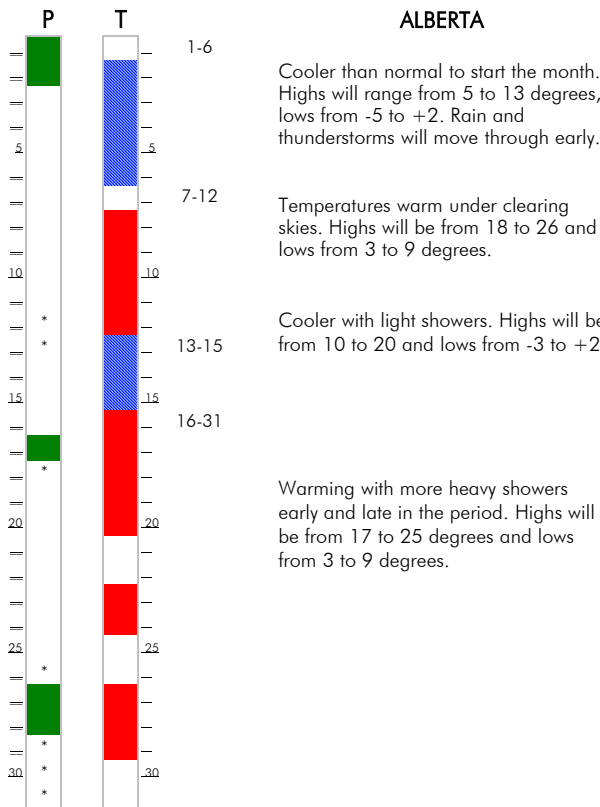 P T ALBERTA
1-6
Cooler than normal to start the month.
Highs will range from 5 to 13 degrees,
lows from -5 to +2. Rain and
thunderstorms will move through early.
5 5
7-12
Temperatures warm under clearing
skies. Highs will be from 18 to 26 and
lows from 3 to 9 degrees.
10 10
*
Cooler with light showers. Highs will be
*
13-15
from 10 to 20 and lows from -3 to +2
15 15
16-31
*
Warming with more heavy showers
early and late in the period. Highs will
20 20
be from 17 to 25 degrees and lows
from 3 to 9 degrees.
25 25
*
*
*
30 30
*